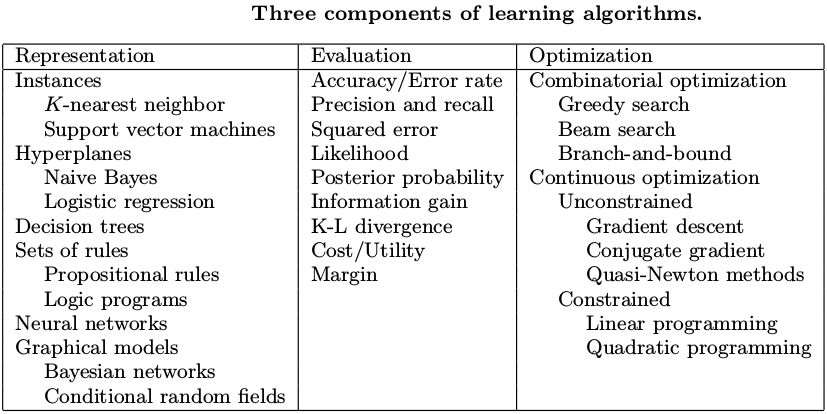 Three components of learning algorithms.
Representation Evaluation Optimization
Instances Accuracy/Error rate Combinatorial optimization
K-nearest neighbor Precision and recall Greedy search
Support vector machines Squared error Beam search
Hyperplanes Likelihood Branch-and-bound
Naive Bayes Posterior probability Continuous optimization
Logistic regression Information gain Unconstrained
Decision trees K-L divergence Gradient descent
Sets of rules Cost/Utility Conjugate gradient
Propositional rules Margin Quasi-Newton methods
Logic programs Constrained
Neural networks Linear programming
Graphical models Quadratic programming
Bayesian networks
Conditional random fields